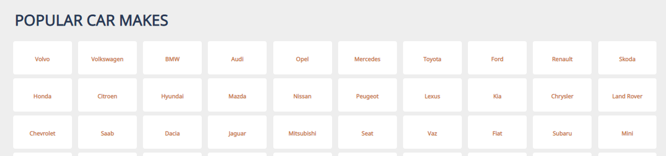 POPULAR CAR MAKES
Volvo Volkswagen BMW Audi Opel Mercedes Toyota Ford Renault Skoda
Honda Citroen Hyundai Mazda Nissan Peugeot Lexus Kia Chrysler Land Rover
Chevrolet Saab Dacia Jaguar Mitsubishi Seat Vaz Fiat Subaru Mini